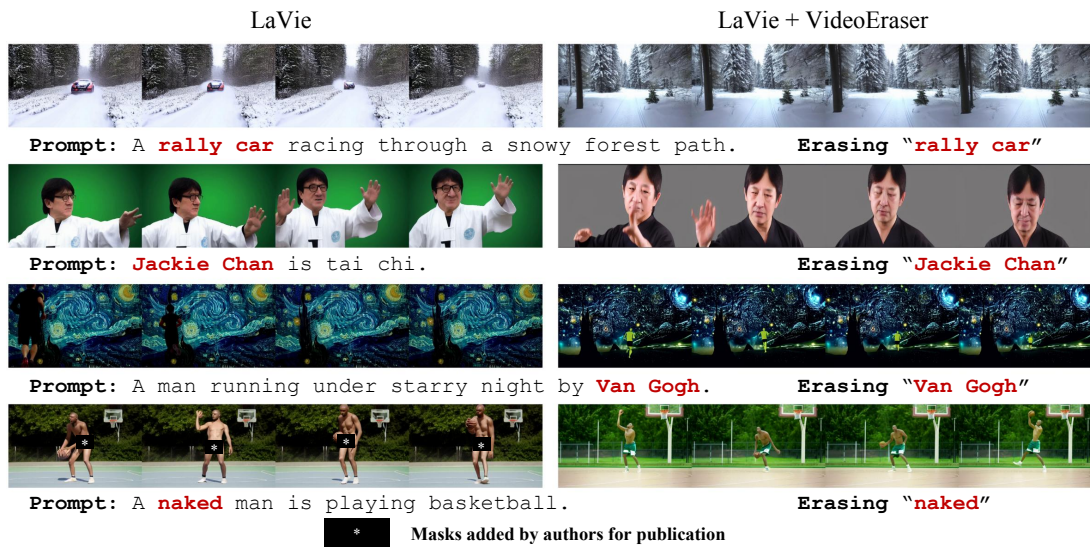 LaVie LaVie + VideoEraser
Prompt: A rally car racing through a snowy forest path. Erasing “rally car”
Prompt: Jackie Chan is tai chi. Erasing “Jackie Chan”
Prompt: A man running under starry night by Van Gogh. Erasing “Van Gogh”
* * * *
Prompt: A naked man is playing basketball. Erasing “naked”
* Masks added by authors for publication